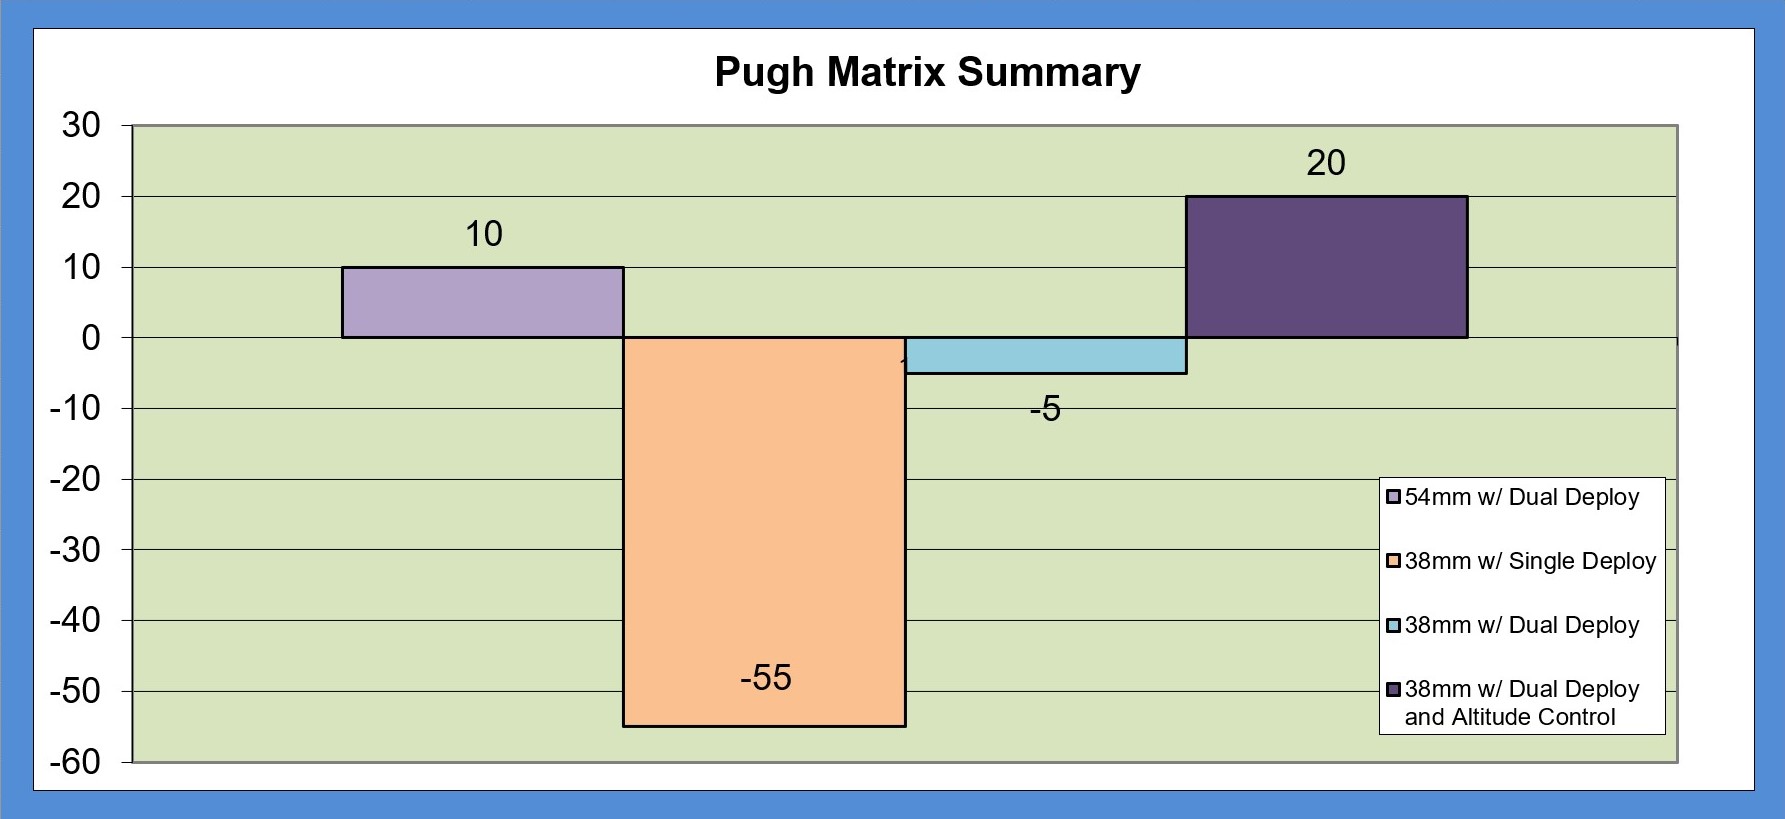 Pugh Matrix Summary
30
20
10
0
-10
-20
-30
-40
-50
-60
10
-55
-5
20
54mm w/ Dual Deploy
38mm w/ Single Deploy
38mm w/ Dual Deploy
38mm w/ Dual Deploy
and Altitude Control